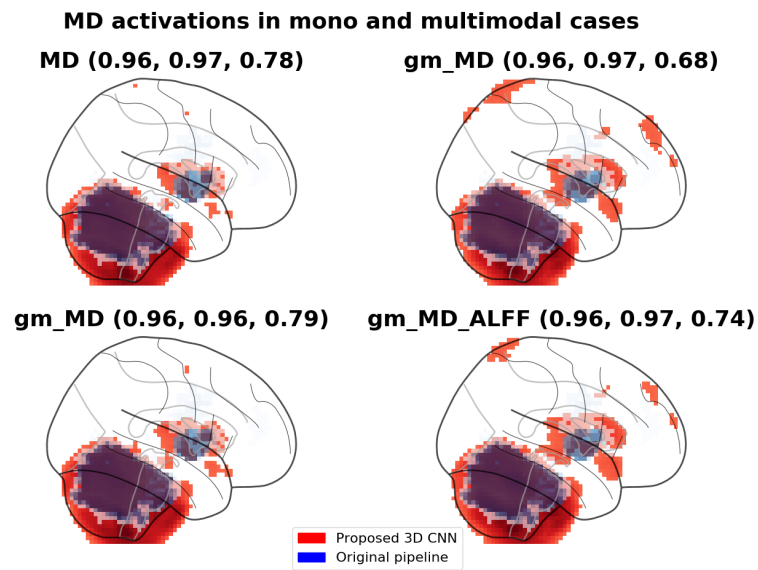 MD activations in mono and multimodal cases
MD (0.96, 0.97, 0.78)
gm_MD (0.96, 0.97, 0.68)
gm_MD (0.96, 0.96, 0.79)
gm_MD_ALFF (0.96, 0.97, 0.74)
Proposed 3D CNN
Original pipeline